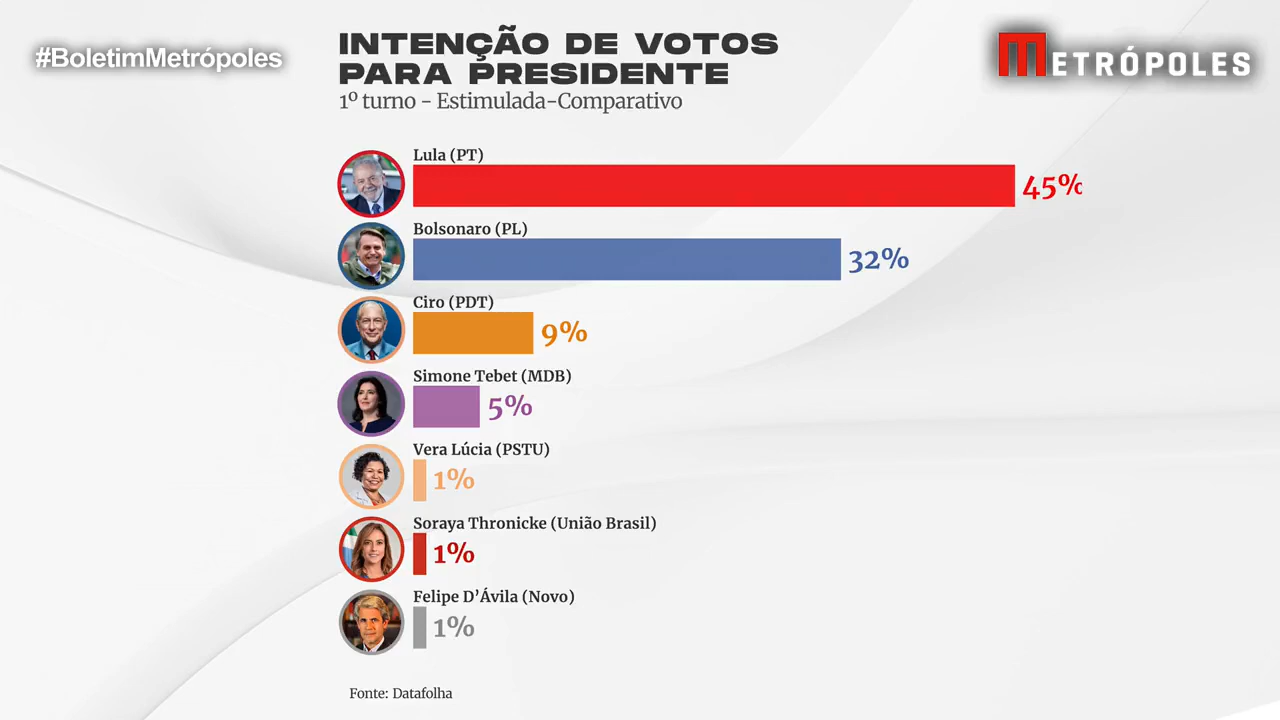 #BoletimMetrópoles
INTENÇÃO DE VOTOS
PARA PRESIDENTE
1º turno - Estimulada-Comparativo
METRÓPOLES
Lula (PT)
45%
Bolsonaro (PL)
32%
Ciro (PDT)
9%
Simone Tebet (MDB)
5%
Vera Lúcia (PSTU)
1%
Soraya Thronicke (União Brasil)
1%
Felipe D’Ávila (Novo)
1%
Fonte: Datafolha